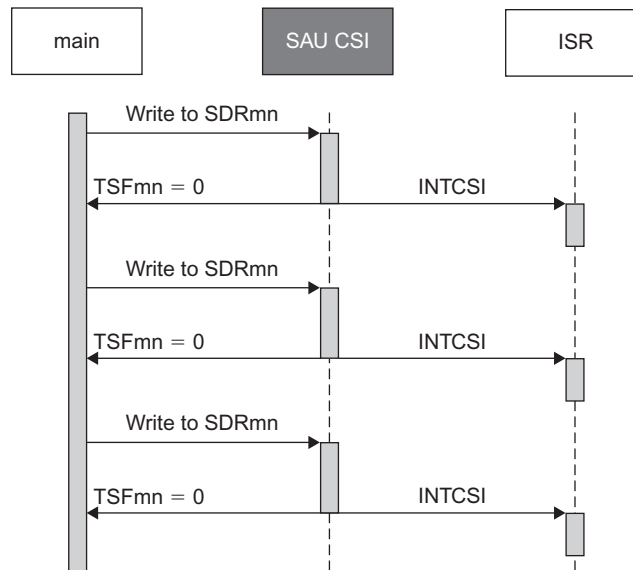 main
SAU CSI
ISR
Write to SDRmn
TSFmn = 0
INTCSI
Write to SDRmn
TSFmn = 0
INTCSI
Write to SDRmn
TSFmn = 0
INTCSI